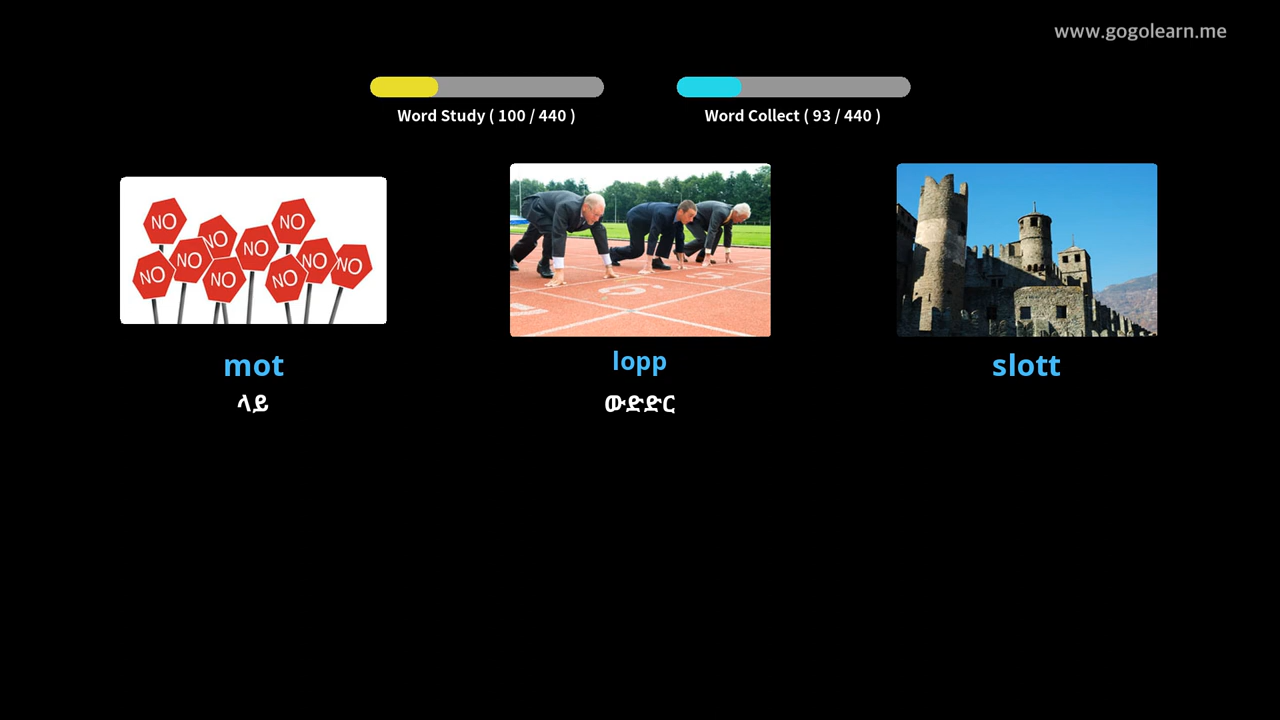 www.gogolearn.me
Word Study ( 100 / 440 )
Word Collect ( 93 / 440 )
NO NO NO NO NO NO NO NO NO NO
mot
lopp
slott
ላይ
ውድድር